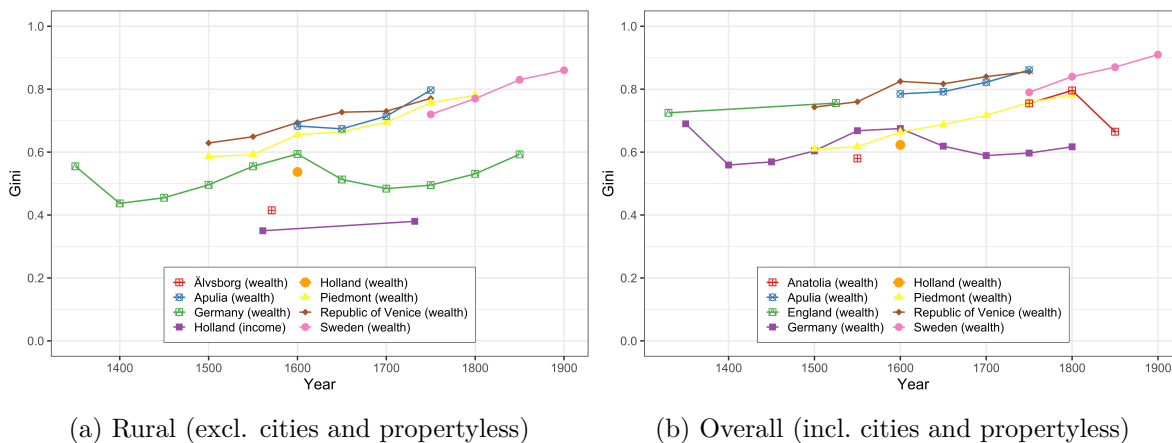 1.0
0.8
0.6
0.4
0.2
0.0
Gini
Älvsborg (wealth)
Apulia (wealth)
Germany (wealth)
Holland (income)
Holland (wealth)
Piedmont (wealth)
Republic of Venice (wealth)
Sweden (wealth)
1400 1500 1600 1700 1800 1900
Year
(a) Rural (excl. cities and propertyless)
1.0
0.8
0.6
0.4
0.2
0.0
Gini
Anatolia (wealth)
Apulia (wealth)
England (wealth)
Germany (wealth)
Holland (wealth)
Piedmont (wealth)
Republic of Venice (wealth)
Sweden (wealth)
1400 1500 1600 1700 1800 1900
Year
(b) Overall (incl. cities and propertyless)